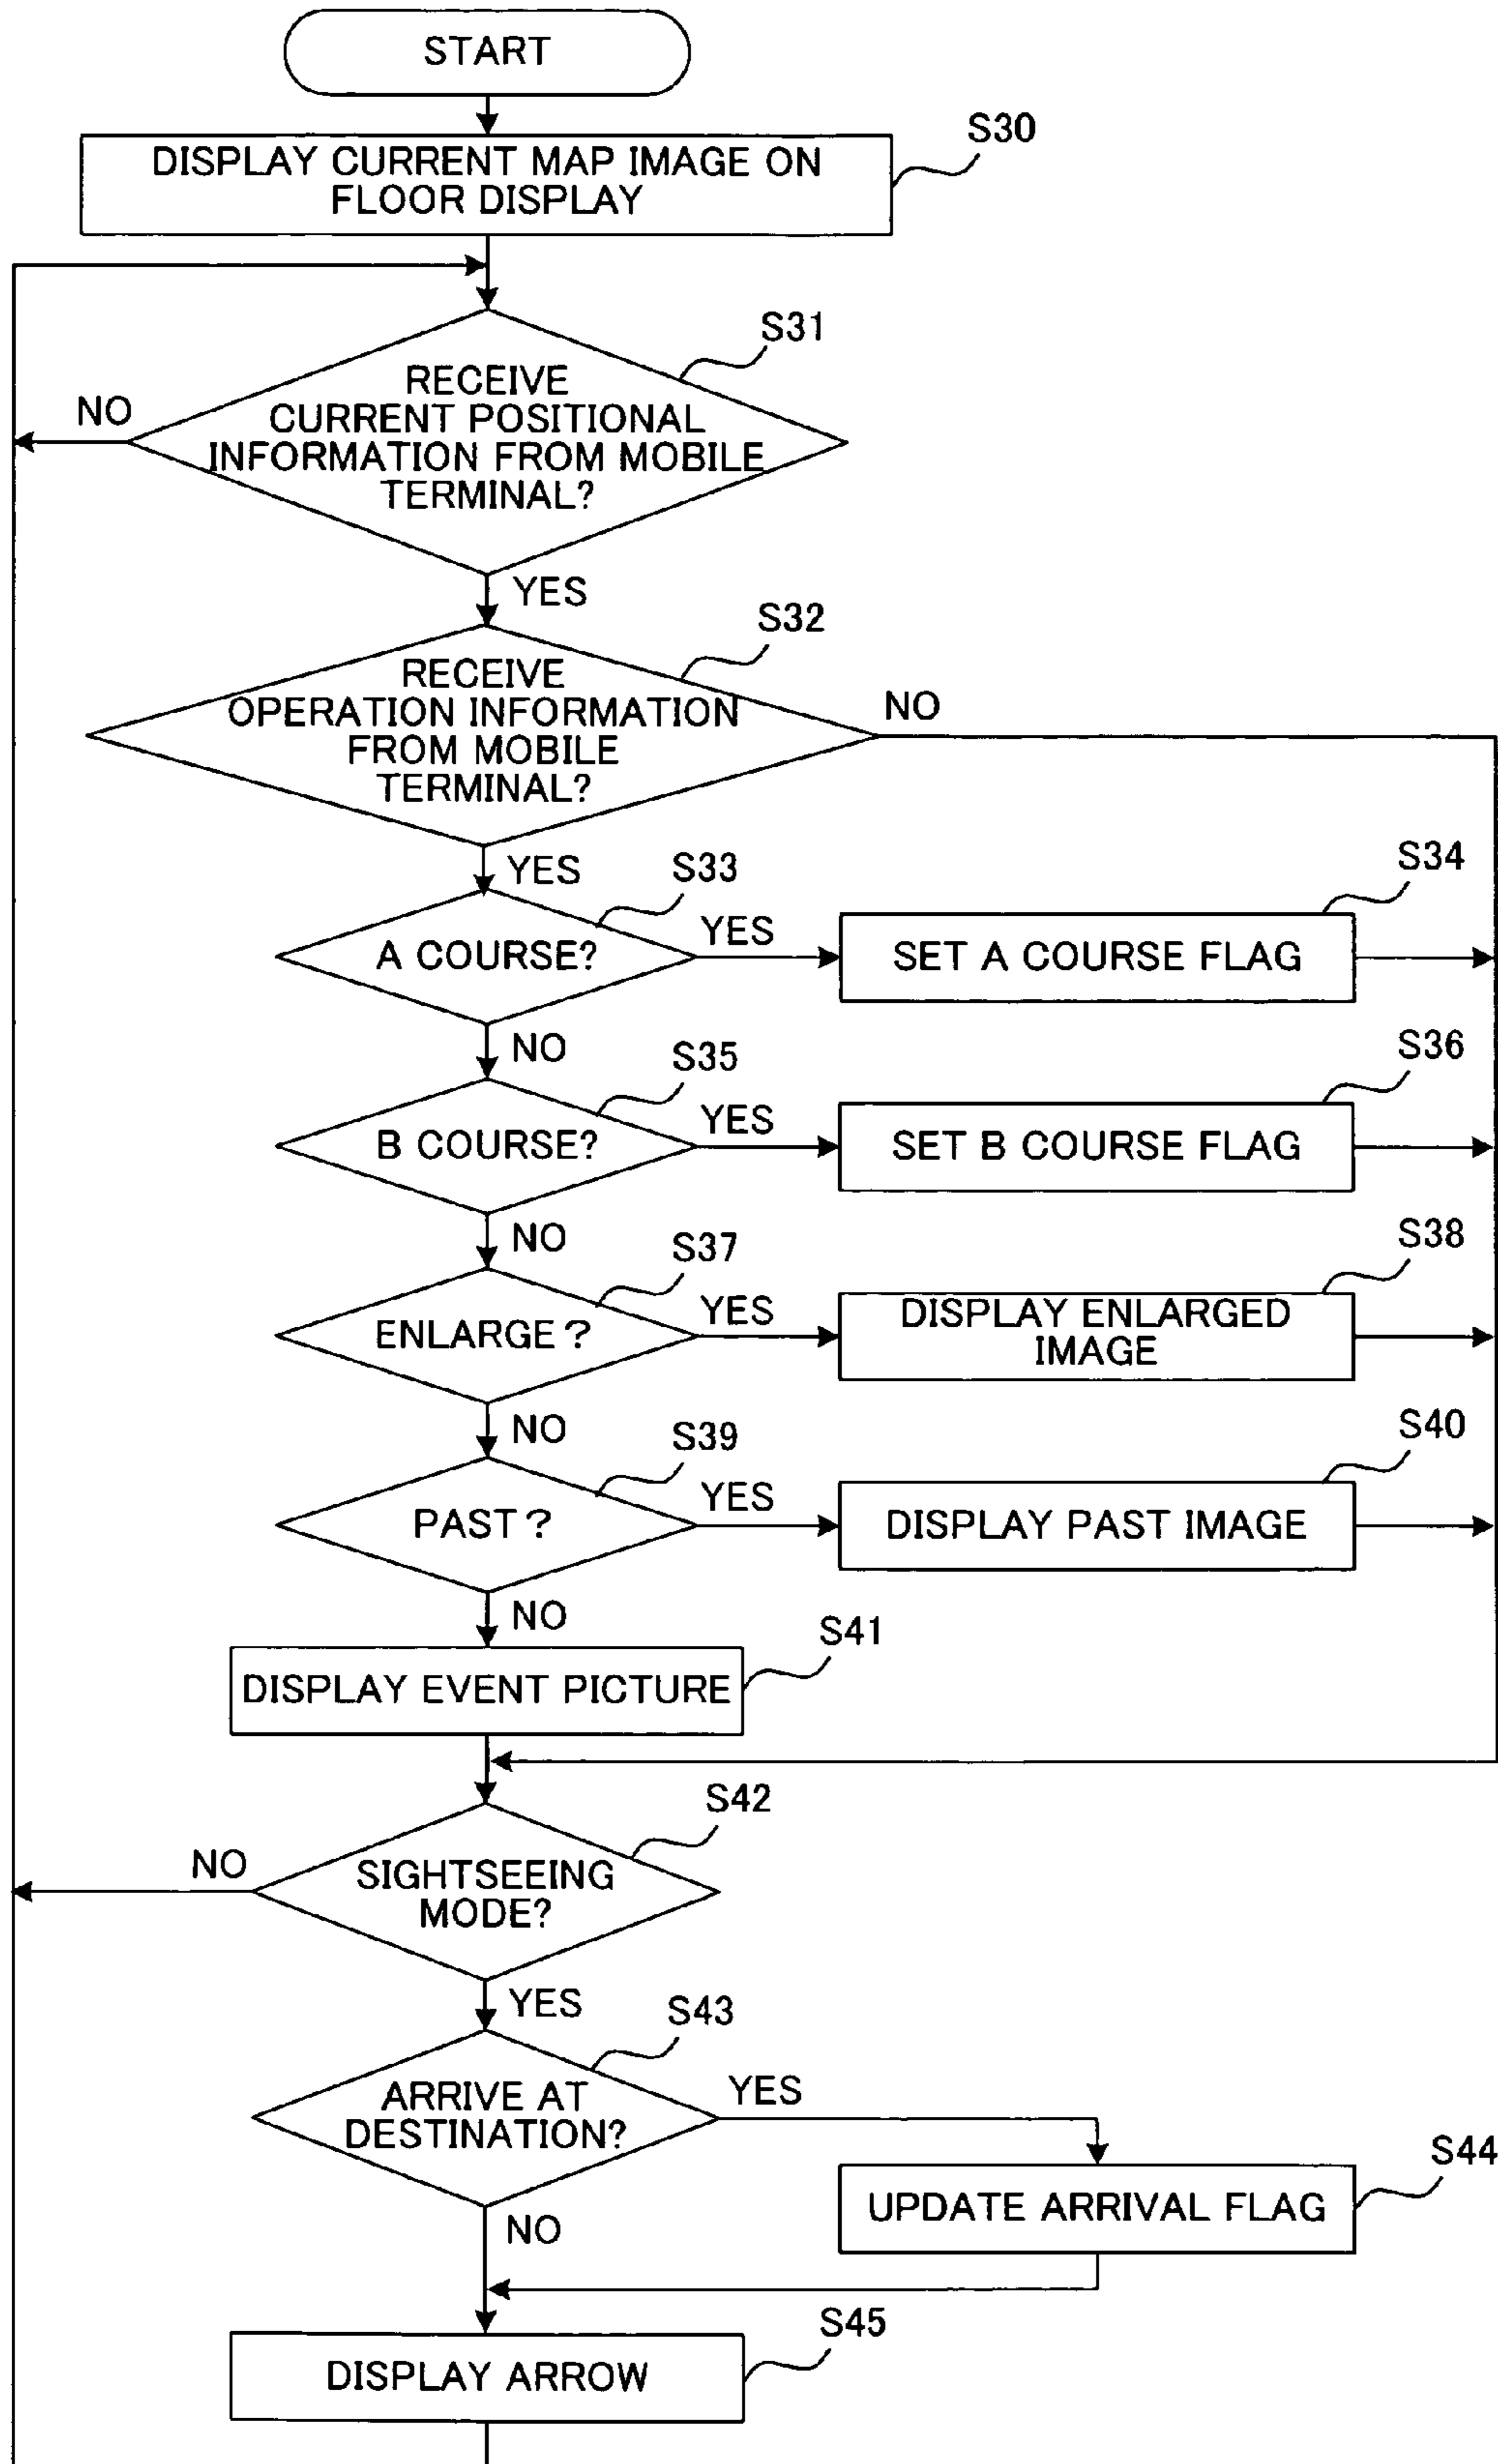 START
S30
DISPLAY CURRENT MAP IMAGE ON
FLOOR DISPLAY
S31
RECEIVE
CURRENT POSITIONAL
INFORMATION FROM MOBILE
TERMINAL?
NO
YES
S32
RECEIVE
OPERATION INFORMATION
FROM MOBILE
TERMINAL?
NO
YES
S33
A COURSE?
YES
S34
SET A COURSE FLAG
NO
S35
B COURSE?
YES
S36
SET B COURSE FLAG
NO
S37
ENLARGE?
YES
S38
DISPLAY ENLARGED
IMAGE
NO
S39
PAST?
YES
S40
DISPLAY PAST IMAGE
NO
S41
DISPLAY EVENT PICTURE
S42
NO
SIGHTSEEING
MODE?
YES
S43
ARRIVE AT
DESTINATION?
YES
S44
UPDATE ARRIVAL FLAG
NO
S45
DISPLAY ARROW